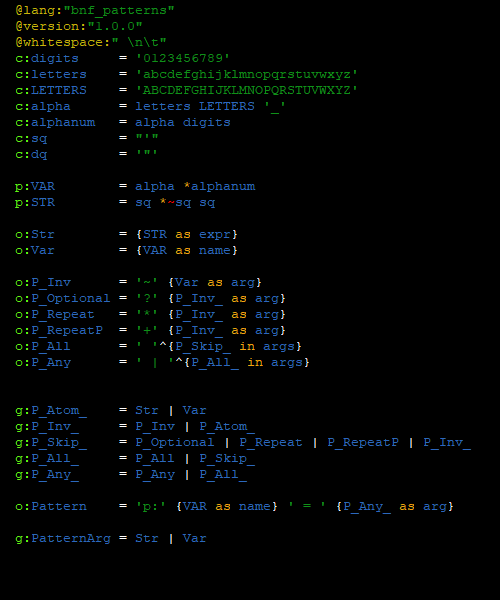 @lang:"bnf_patterns"
@version:"1.0.0"
@whitespace:" \n\t"
c:digits     = '0123456789'
c:letters    = 'abcdefghijklmnopqrstuvwxyz'
c:LETTERS    = 'ABCDEFGHIJKLMNOPQRSTUVWXYZ'
c:alpha      = letters LETTERS '_'
c:alphanum   = alpha digits
c:sq         = "'"
c:dq         = '"'
p:VAR        = alpha *alphanum
p:STR        = sq *~sq sq
o:Str        = {STR as expr}
o:Var        = {VAR as name}
o:P_Inv      = '~' {Var as arg}
o:P_Optional = '?' {P_Inv_ as arg}
o:P_Repeat   = '*' {P_Inv_ as arg}
o:P_RepeatP  = '+' {P_Inv_ as arg}
o:P_All      = ' '^{P_Skip_ in args}
o:P_Any      = ' | '^{P_All_ in args}
g:P_Atom_    = Str | Var
g:P_Inv_     = P_Inv | P_Atom_
g:P_Skip_    = P_Optional | P_Repeat | P_RepeatP | P_Inv_
g:P_All_     = P_All | P_Skip_
g:P_Any_     = P_Any | P_All_
o:Pattern    = 'p:' {VAR as name} ' = ' {P_Any_ as arg}
g:PatternArg = Str | Var